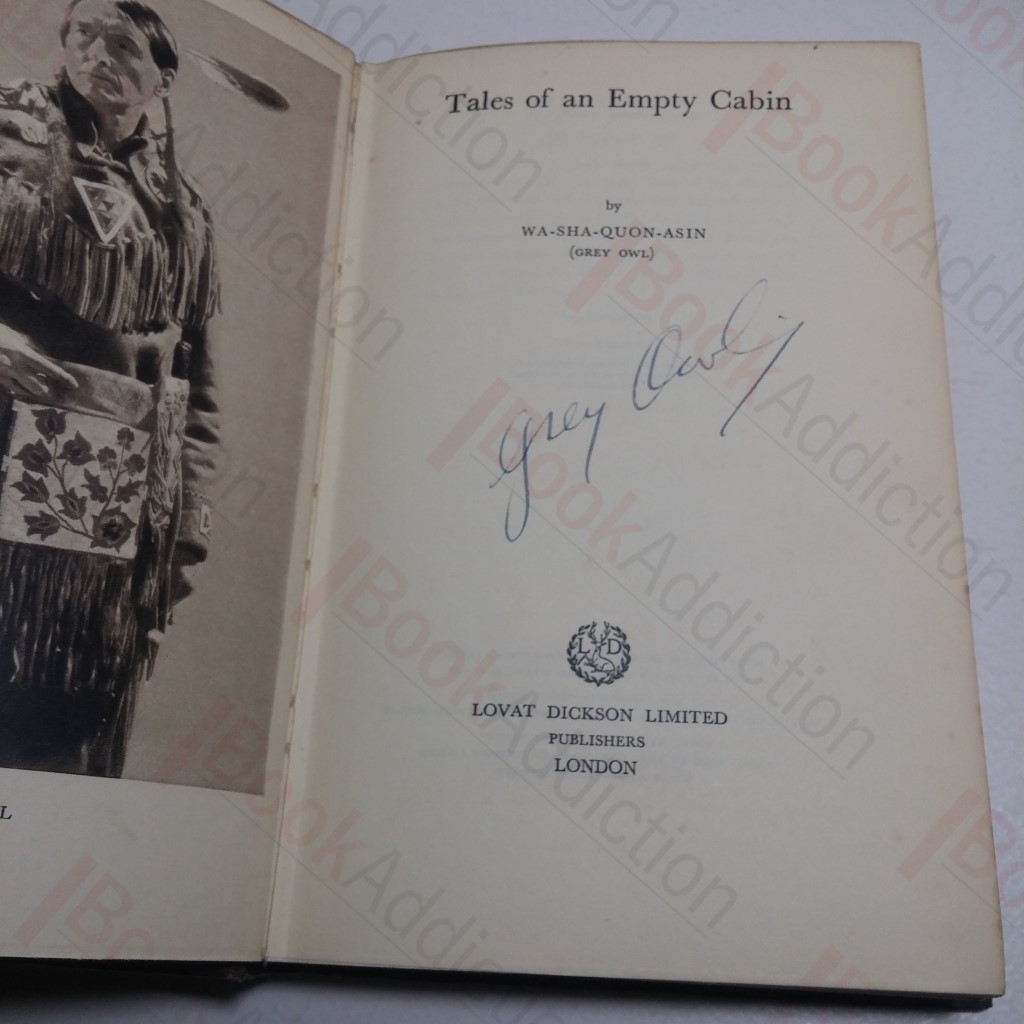 Tales of an Empty Cabin
by
WA-SHA-QUON-ASIN
(GREY OWL)
Grey Owl
L D
LOVAT DICKSON LIMITED
PUBLISHERS
LONDON
L
BookAddiction